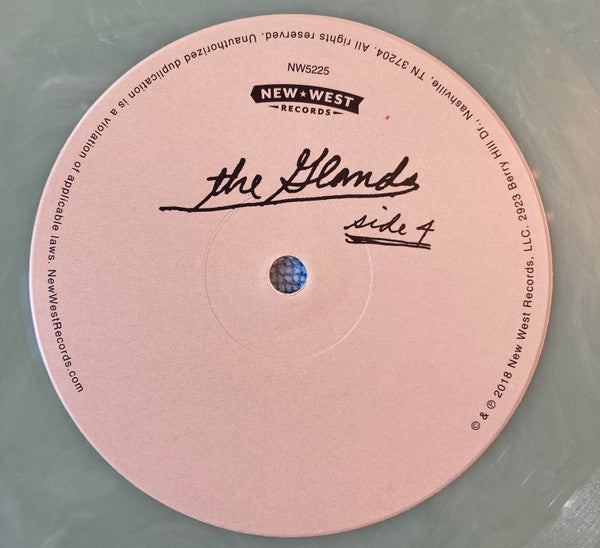 NW5225
NEW★WEST
RECORDS
the Glands
side 4
© & ℗ 2018 New West Records, LLC. 2923 Berry Hill Dr., Nashville, TN 37204. All rights reserved. Unauthorized duplication is a violation of applicable laws. NewWestRecords.com